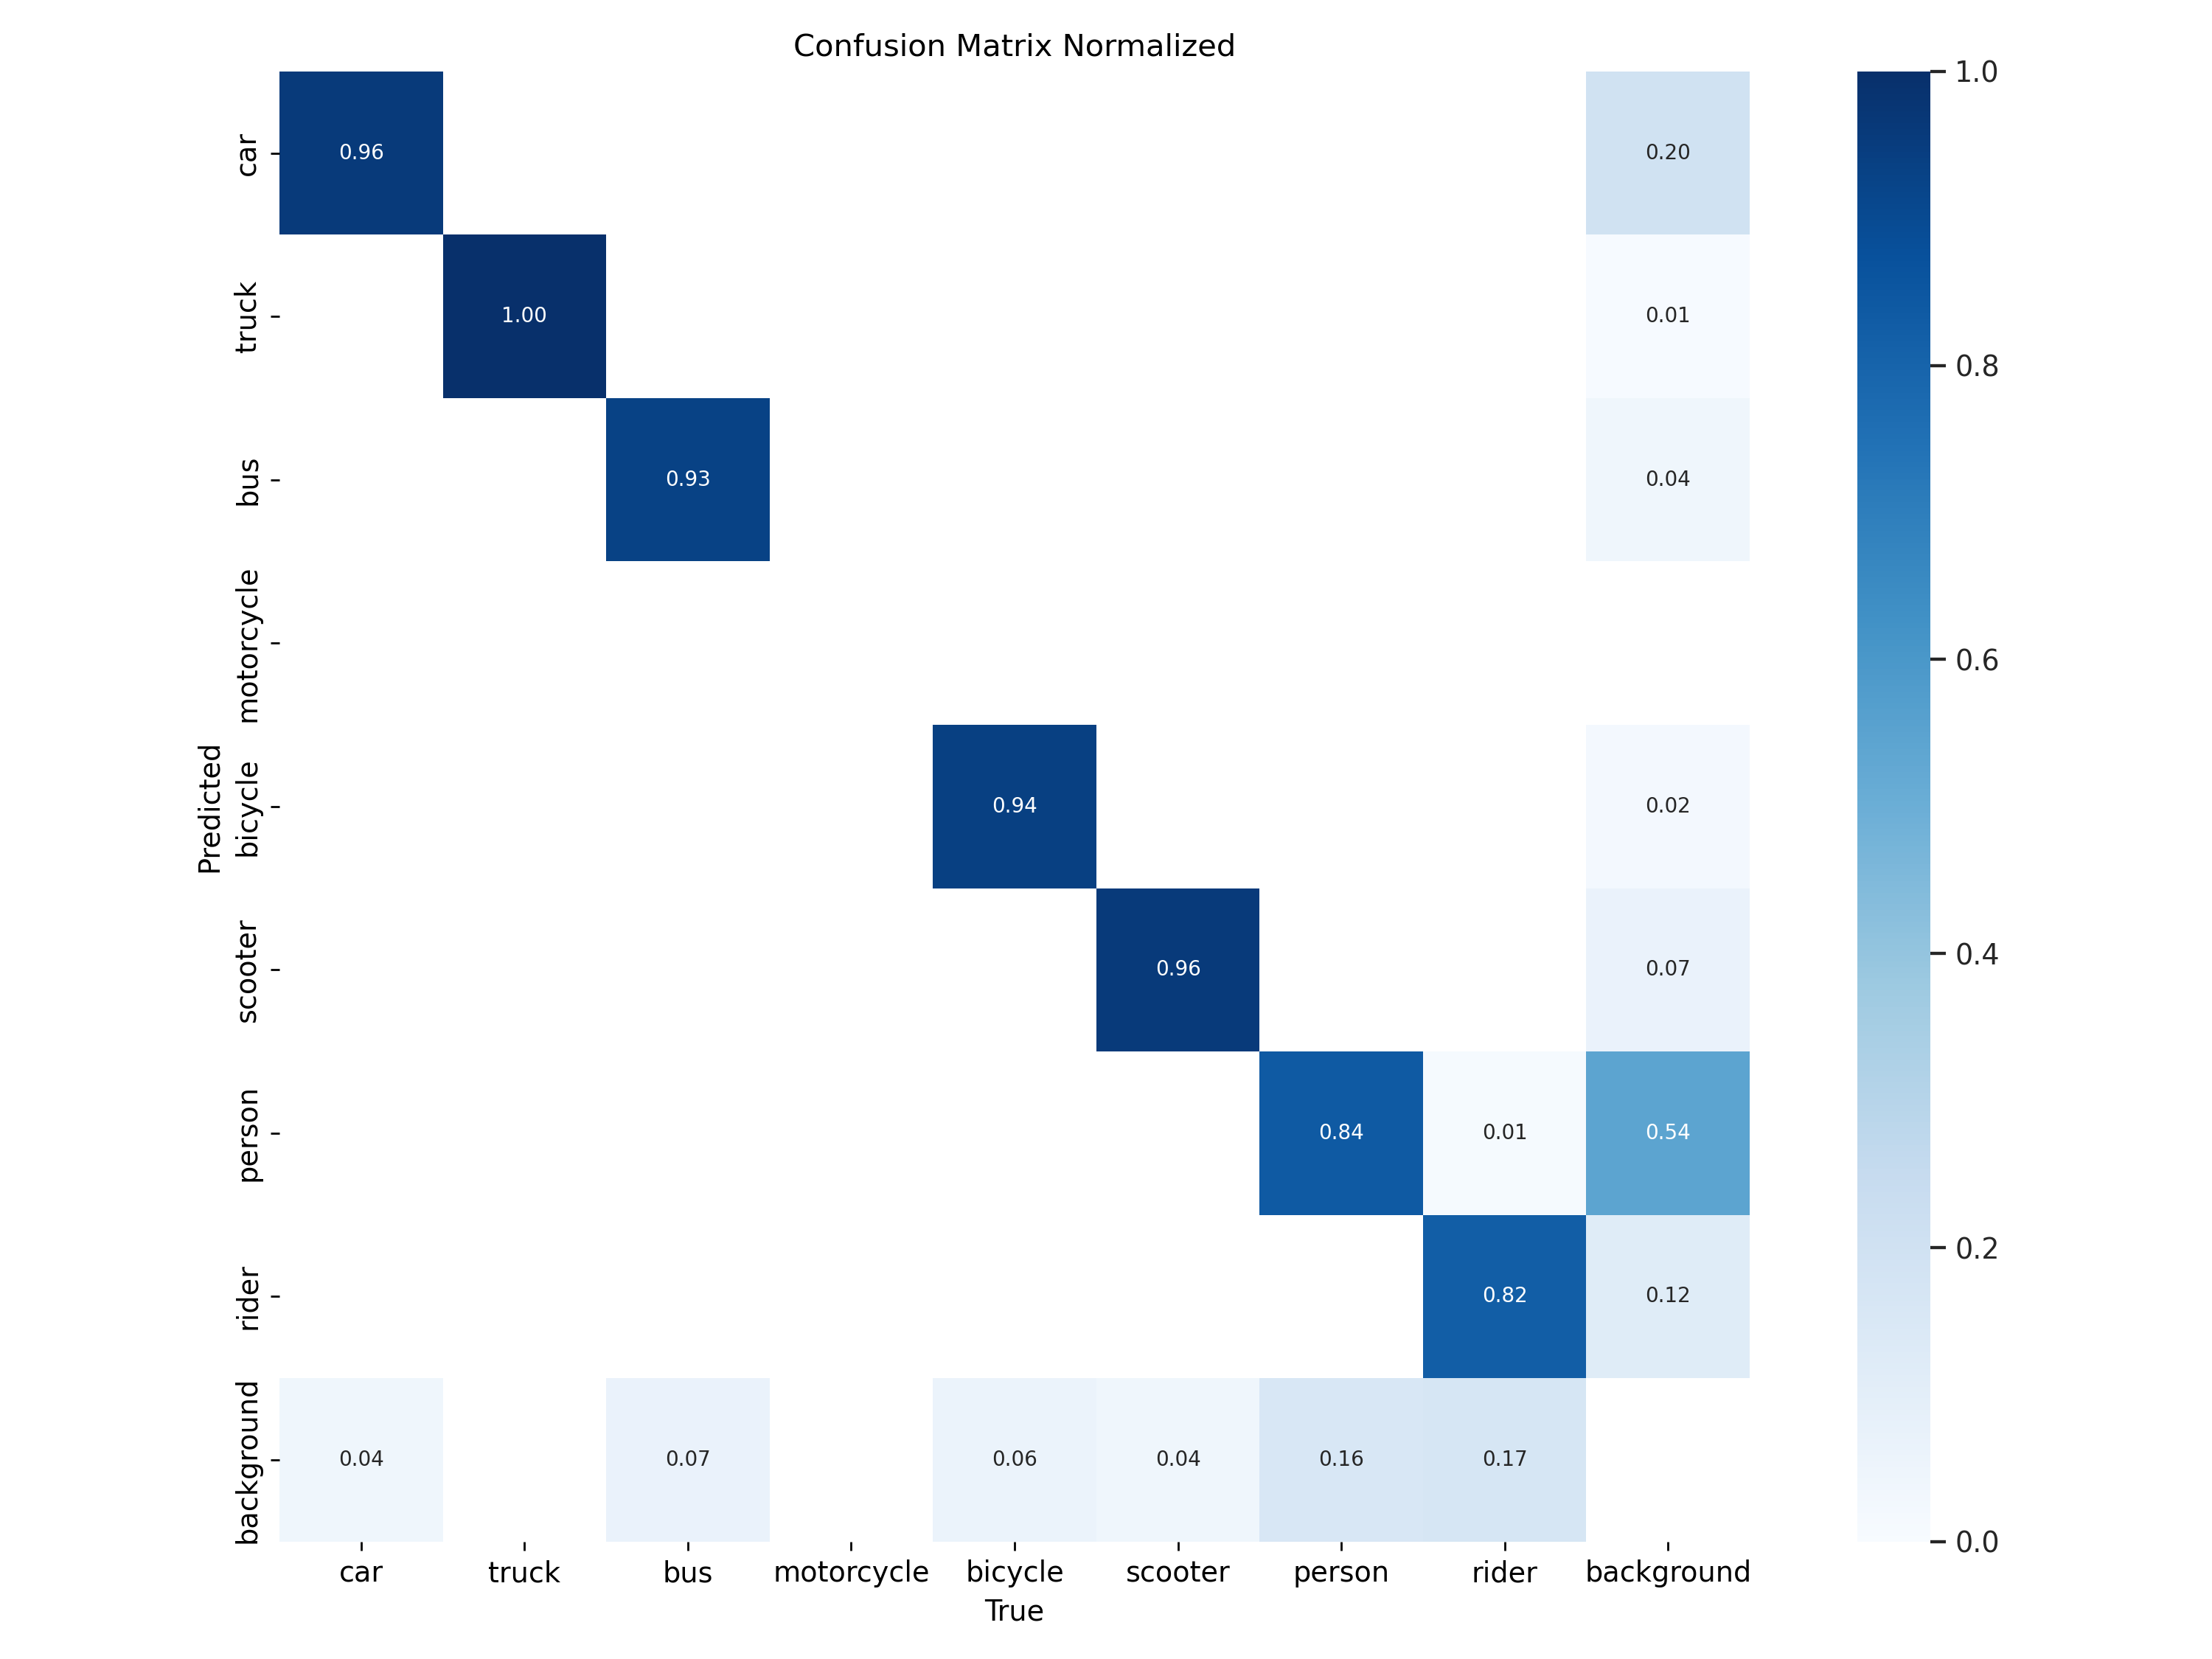 Confusion Matrix Normalized
car
0.96
0.20
1.0
truck
1.00
0.01
0.8
bus
0.93
0.04
motorcycle
0.6
Predicted
bicycle
0.94
0.02
scooter
0.96
0.07
0.4
person
0.84
0.01
0.54
rider
0.82
0.12
0.2
background
0.04
0.07
0.06
0.04
0.16
0.17
0.0
car truck bus motorcycle bicycle scooter person rider background
True